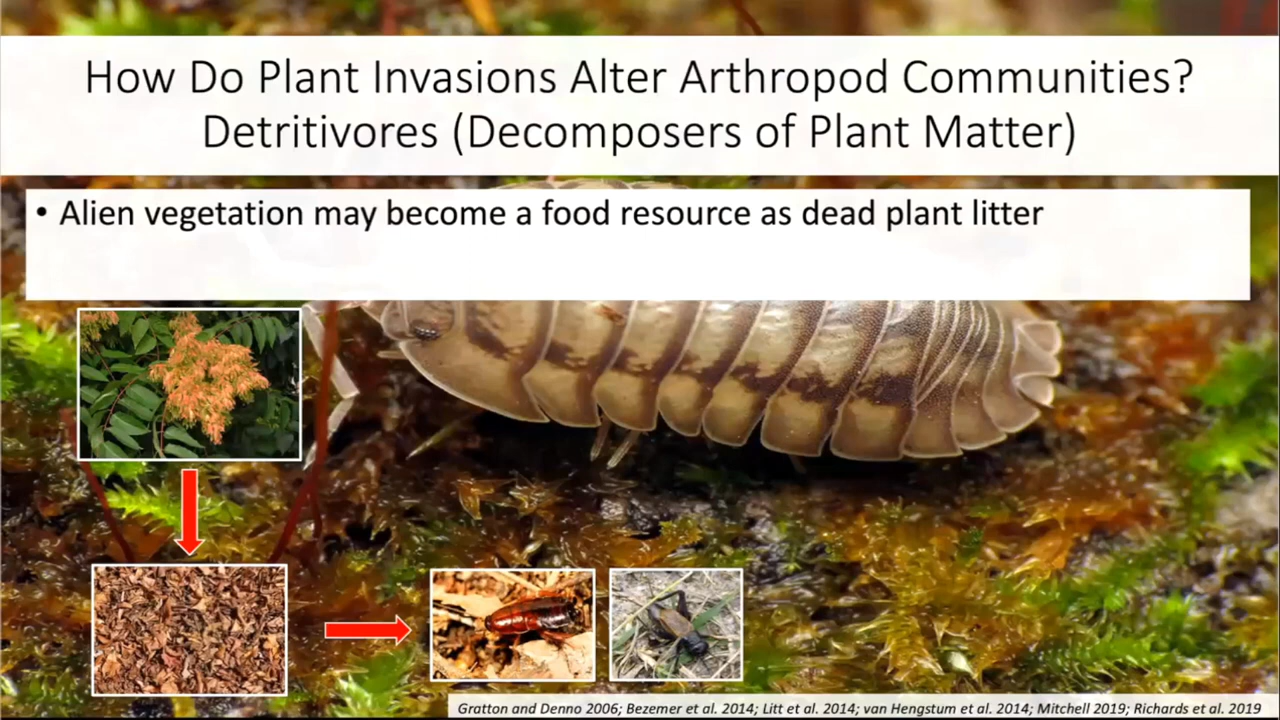 How Do Plant Invasions Alter Arthropod Communities?
Detritivores (Decomposers of Plant Matter)
• Alien vegetation may become a food resource as dead plant litter
Gratton and Denno 2006; Bezemer et al. 2014; Litt et al. 2014; van Hengstum et al. 2014; Mitchell 2019; Richards et al. 2019